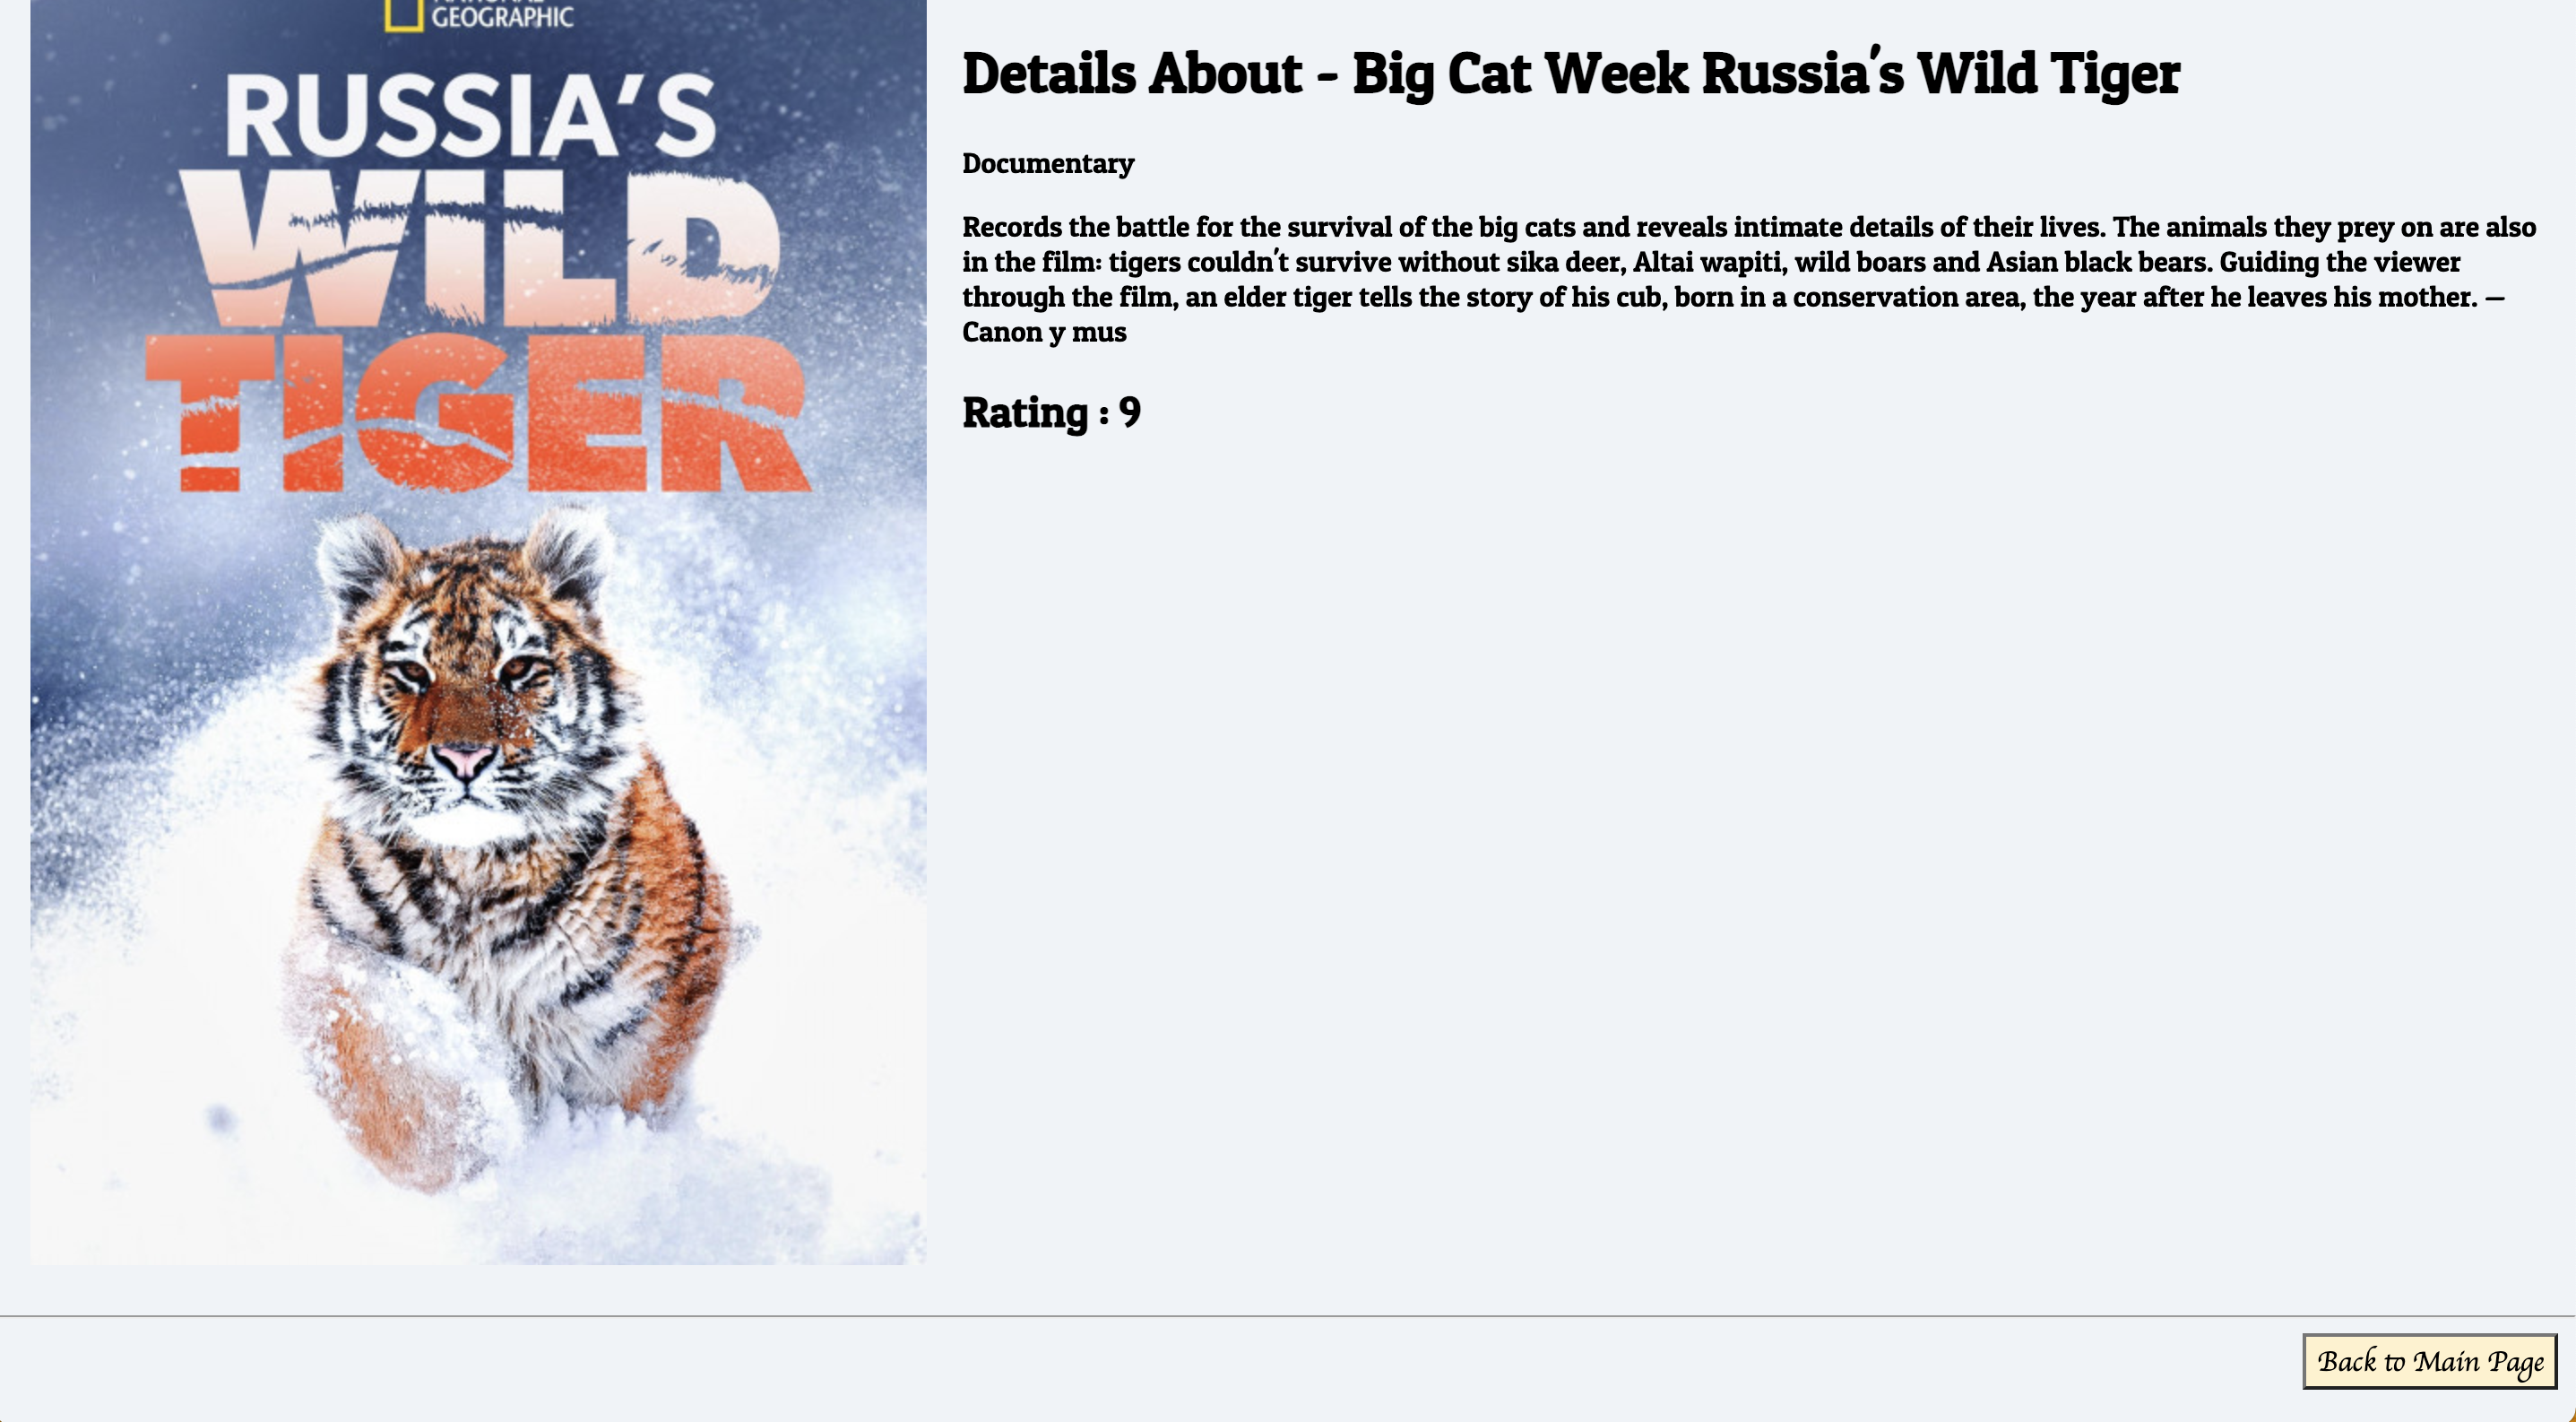 GEOGRAPHIC
RUSSIA'S
WILD
TIGER
Details About - Big Cat Week Russia's Wild Tiger
Documentary
Records the battle for the survival of the big cats and reveals intimate details of their lives. The animals they prey on are also
in the film: tigers couldn't survive without sika deer, Altai wapiti, wild boars and Asian black bears. Guiding the viewer
through the film, an elder tiger tells the story of his cub, born in a conservation area, the year after he leaves his mother. —
Canon y mus
Rating : 9
Back to Main Page